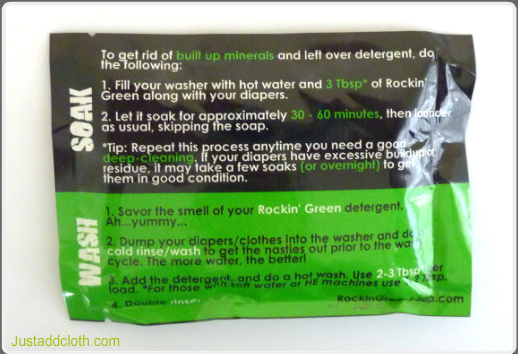 SOAK
To get rid of built up minerals and left over detergent, do
the following:
1. Fill your washer with hot water and 3 Tbsp* of Rockin'
Green along with your diapers.
2. Let it soak for approximately 30 - 60 minutes, then launder
as usual, skipping the soap.
*Tip: Repeat this process anytime you need a good
deep-cleaning. If your diapers have excessive buildup or
residue, it may take a few soaks (or overnight) to get
them in good condition.
WASH
1. Savor the smell of your Rockin' Green detergent.
Ah...yummy...
2. Dump your diapers/clothes into the washer and do a
cold rinse/wash to get the nasties out prior to the wash
cycle. The more water, the better!
3. Add the detergent, and do a hot wash. Use 2-3 Tbsp per
load. *For those with soft water or HE machines use Tbsp.
4. Double rinse.
RockinGreenSoap.com
Justaddcloth.com